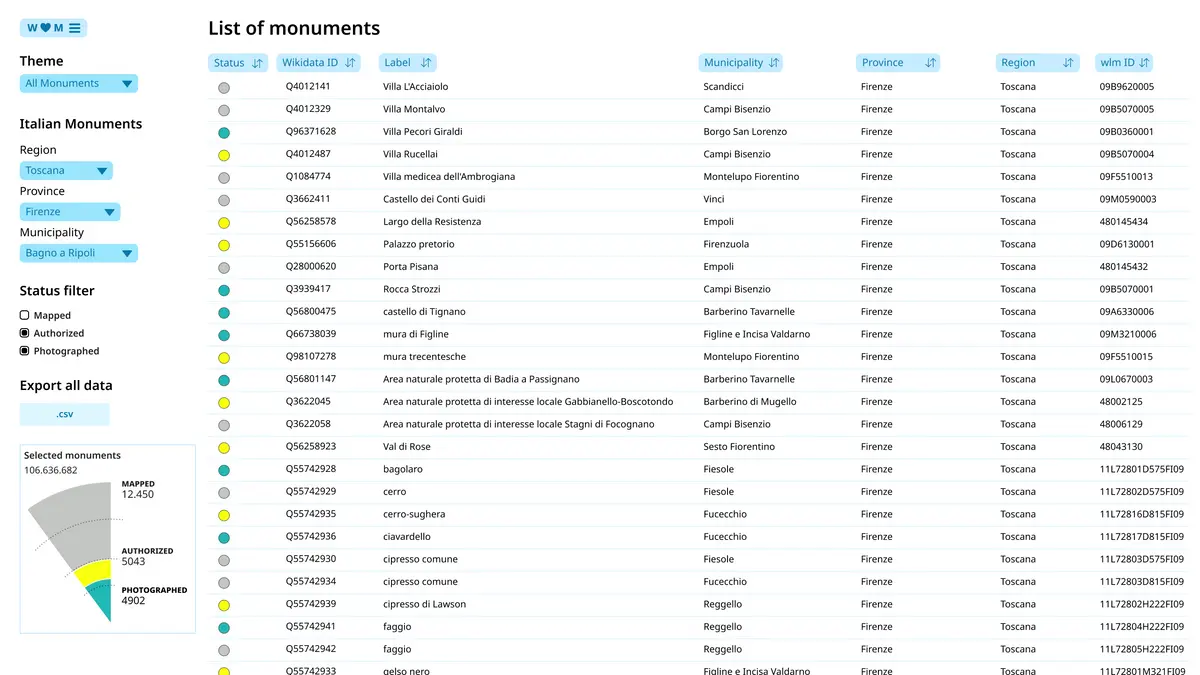 W M
Theme
All Monuments
Italian Monuments
Region
Toscana
Province
Firenze
Municipality
Bagno a Ripoli
Status filter
Mapped
Authorized
Photographed
Export all data
.csv
Selected monuments
106.636.682
MAPPED
12.450
AUTHORIZED
5043
PHOTOGRAPHED
4902
List of monuments
Status Wikidata ID Label Municipality Province Region wlm ID
Q4012141 Villa L'Acciaiolo Scandicci Firenze Toscana 09B9620005
Q4012329 Villa Montalvo Campi Bisenzio Firenze Toscana 09B5070005
Q96371628 Villa Pecori Giraldi Borgo San Lorenzo Firenze Toscana 09B0360001
Q4012487 Villa Rucellai Campi Bisenzio Firenze Toscana 09B5070004
Q1084774 Villa medicea dell'Ambrogiana Montelupo Fiorentino Firenze Toscana 09F5510013
Q3662411 Castello dei Conti Guidi Vinci Firenze Toscana 09M0590003
Q56258578 Largo della Resistenza Empoli Firenze Toscana 480145434
Q55156606 Palazzo pretorio Firenzuola Firenze Toscana 09D6130001
Q28000620 Porta Pisana Empoli Firenze Toscana 480145432
Q3939417 Rocca Strozzi Campi Bisenzio Firenze Toscana 09B5070001
Q56800475 castello di Tignano Barberino Tavarnelle Firenze Toscana 09A6330006
Q66738039 mura di Figline Figline e Incisa Valdarno Firenze Toscana 09M3210006
Q98107278 mura trecentesche Montelupo Fiorentino Firenze Toscana 09F5510015
Q56801147 Area naturale protetta di Badia a Passignano Barberino Tavarnelle Firenze Toscana 09L0670003
Q3622045 Area naturale protetta di interesse locale Gabbianello-Boscotondo Barberino di Mugello Firenze Toscana 48002125
Q3622058 Area naturale protetta di interesse locale Stagni di Focognano Campi Bisenzio Firenze Toscana 48006129
Q56258923 Val di Rose Sesto Fiorentino Firenze Toscana 48043130
Q55742928 bagolaro Fiesole Firenze Toscana 11L72801D575FI09
Q55742929 cerro Fiesole Firenze Toscana 11L72802D575FI09
Q55742935 cerro-sughera Fucecchio Firenze Toscana 11L72816D815FI09
Q55742936 ciavardello Fucecchio Firenze Toscana 11L72817D815FI09
Q55742930 cipresso comune Fiesole Firenze Toscana 11L72803D575FI09
Q55742934 cipresso comune Fucecchio Firenze Toscana 11L72803D815FI09
Q55742939 cipresso di Lawson Reggello Firenze Toscana 11L72802H222FI09
Q55742941 faggio Reggello Firenze Toscana 11L72804H222FI09
Q55742942 faggio Reggello Firenze Toscana 11L72805H222FI09
Q55742933 gelso nero Figline e Incisa Valdarno Firenze Toscana 11L72801M321FI09